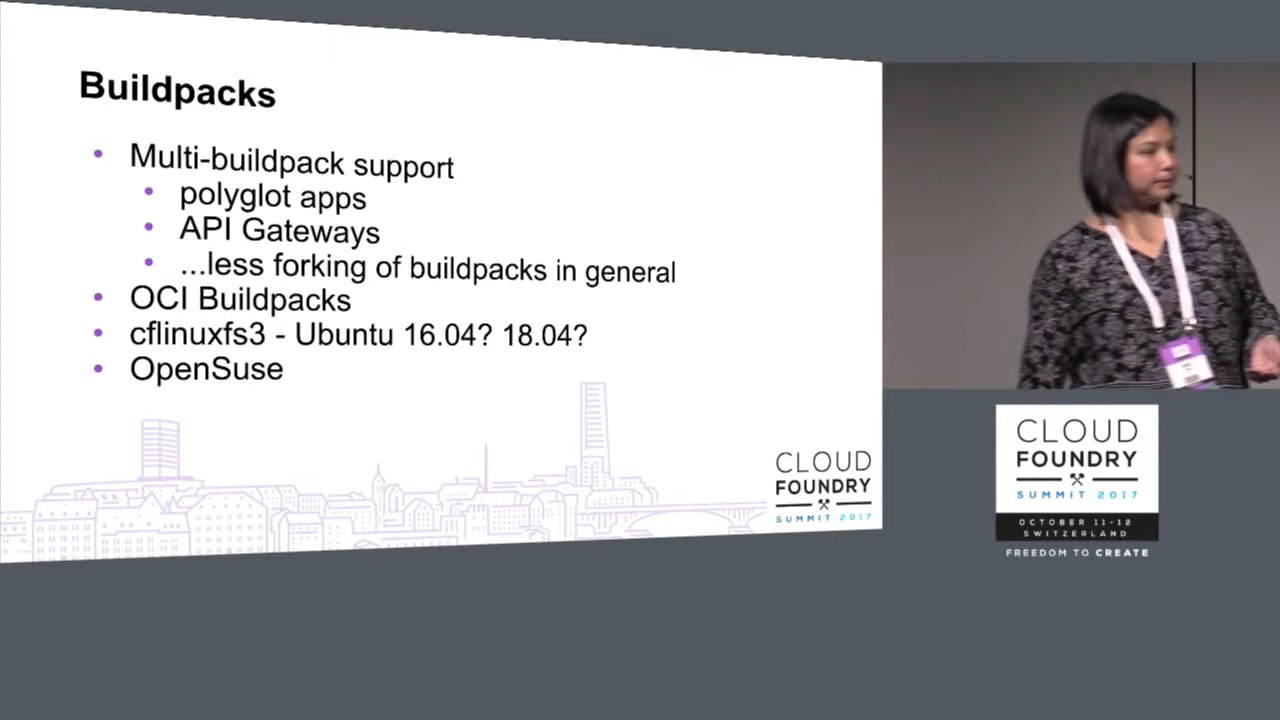 Buildpacks
• Multi-buildpack support
• polyglot apps
• API Gateways
• ...less forking of buildpacks in general
• OCI Buildpacks
• cflinuxfs3 - Ubuntu 16.04? 18.04?
• OpenSuse
CLOUD
FOUNDRY
SUMMIT 2017
CLOUD
FOUNDRY
SUMMIT 2017
OCTOBER 11-12
SWITZERLAND
FREEDOM TO CREATE